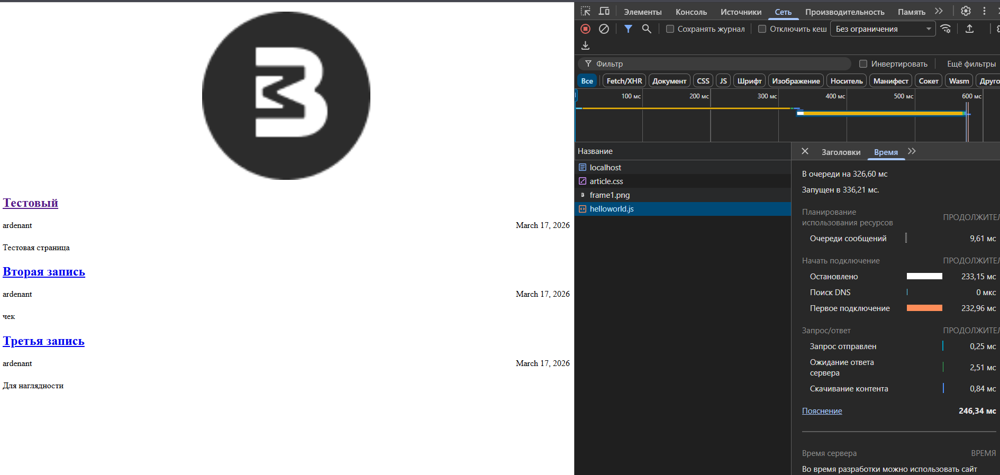 Тестовый
ardenant March 17, 2026
Тестовая страница
Вторая запись
ardenant March 17, 2026
чек
Третья запись
ardenant March 17, 2026
Для наглядности
Элементы Консоль Источники Сеть Производительность Память
Сохранять журнал Отключить кеш Без ограничения
Фильтр Инвертировать Ещё фильтры
Все Fetch/XHR Документ CSS JS Шрифт Изображение Носитель Манифест Сокет Wasm Друго
100 мс 200 мс 300 мс 400 мс 500 мс 600 мс
Название
localhost
article.css
frame1.png
helloworld.js
Заголовки Время
В очереди на 326,60 мс
Запущен в 336,21 мс.
Планирование
использования ресурсов ПРОДОЛЖИТЕЛ
Очереди сообщений 9,61 мс
Начать подключение ПРОДОЛЖИТЕЛ
Остановлено 233,15 мс
Поиск DNS 0 мкс
Первое подключение 232,96 мс
Запрос/ответ ПРОДОЛЖИТЕЛ
Запрос отправлен 0,25 мс
Ожидание ответа
сервера 2,51 мс
Скачивание контента 0,84 мс
Пояснение 246,34 мс
Время сервера ВРЕМЯ
Во время разработки можно использовать сайт